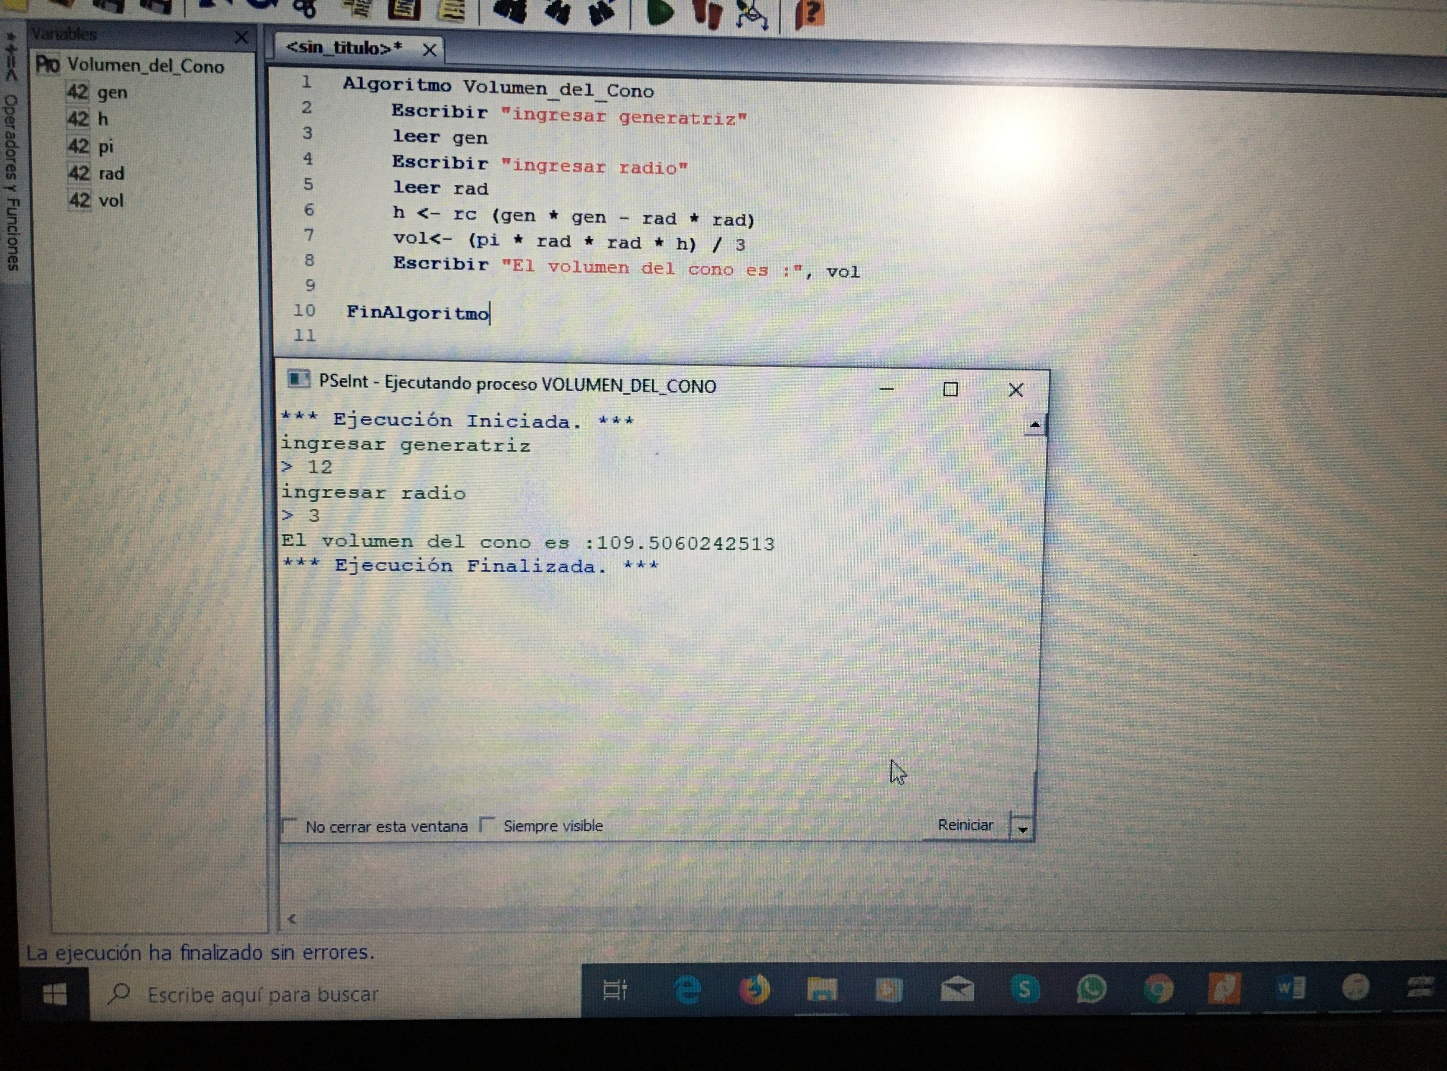 Variables
Volumen_del_Cono
42 gen
42 h
42 pi
42 rad
42 vol
Operadores y Funciones
<sin_titulo>*
1 Algoritmo Volumen_del_Cono
2 Escribir "ingresar generatriz"
3 leer gen
4 Escribir "ingresar radio"
5 leer rad
6 h <- rc (gen * gen - rad * rad)
7 vol<- (pi * rad * rad * h) / 3
8 Escribir "El volumen del cono es :", vol
9
10 FinAlgoritmo
11
PSeInt - Ejecutando proceso VOLUMEN_DEL_CONO
*** Ejecución Iniciada. ***
ingresar generatriz
> 12
ingresar radio
> 3
El volumen del cono es :109.5060242513
*** Ejecución Finalizada. ***
No cerrar esta ventana Siempre visible Reiniciar
La ejecución ha finalizado sin errores.
Escribe aquí para buscar